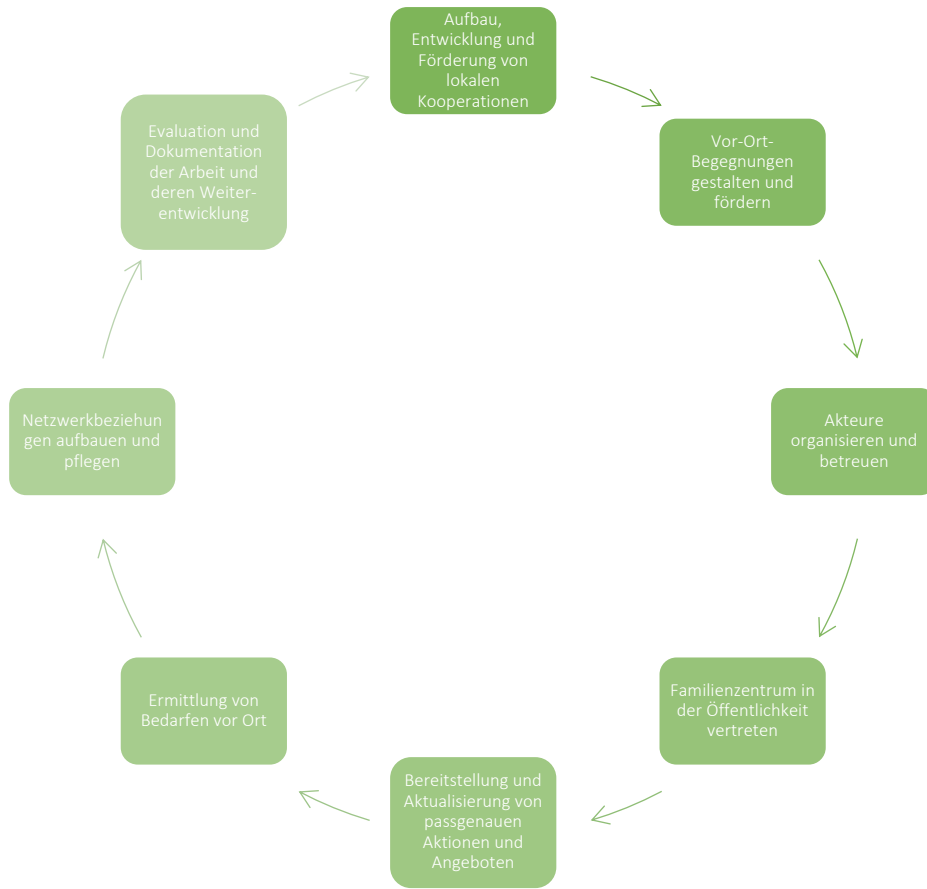 Aufbau,
Entwicklung und
Förderung von
lokalen
Kooperationen
Vor-Ort-
Begegnungen
gestalten und
fördern
Akteure
organisieren und
betreuen
Familienzentrum in
der Öffentlichkeit
vertreten
Bereitstellung und
Aktualisierung von
passgenauen
Aktionen und
Angeboten
Ermittlung von
Bedarfen vor Ort
Netzwerkbeziehun
gen aufbauen und
pflegen
Evaluation und
Dokumentation
der Arbeit und
deren Weiter-
entwicklung